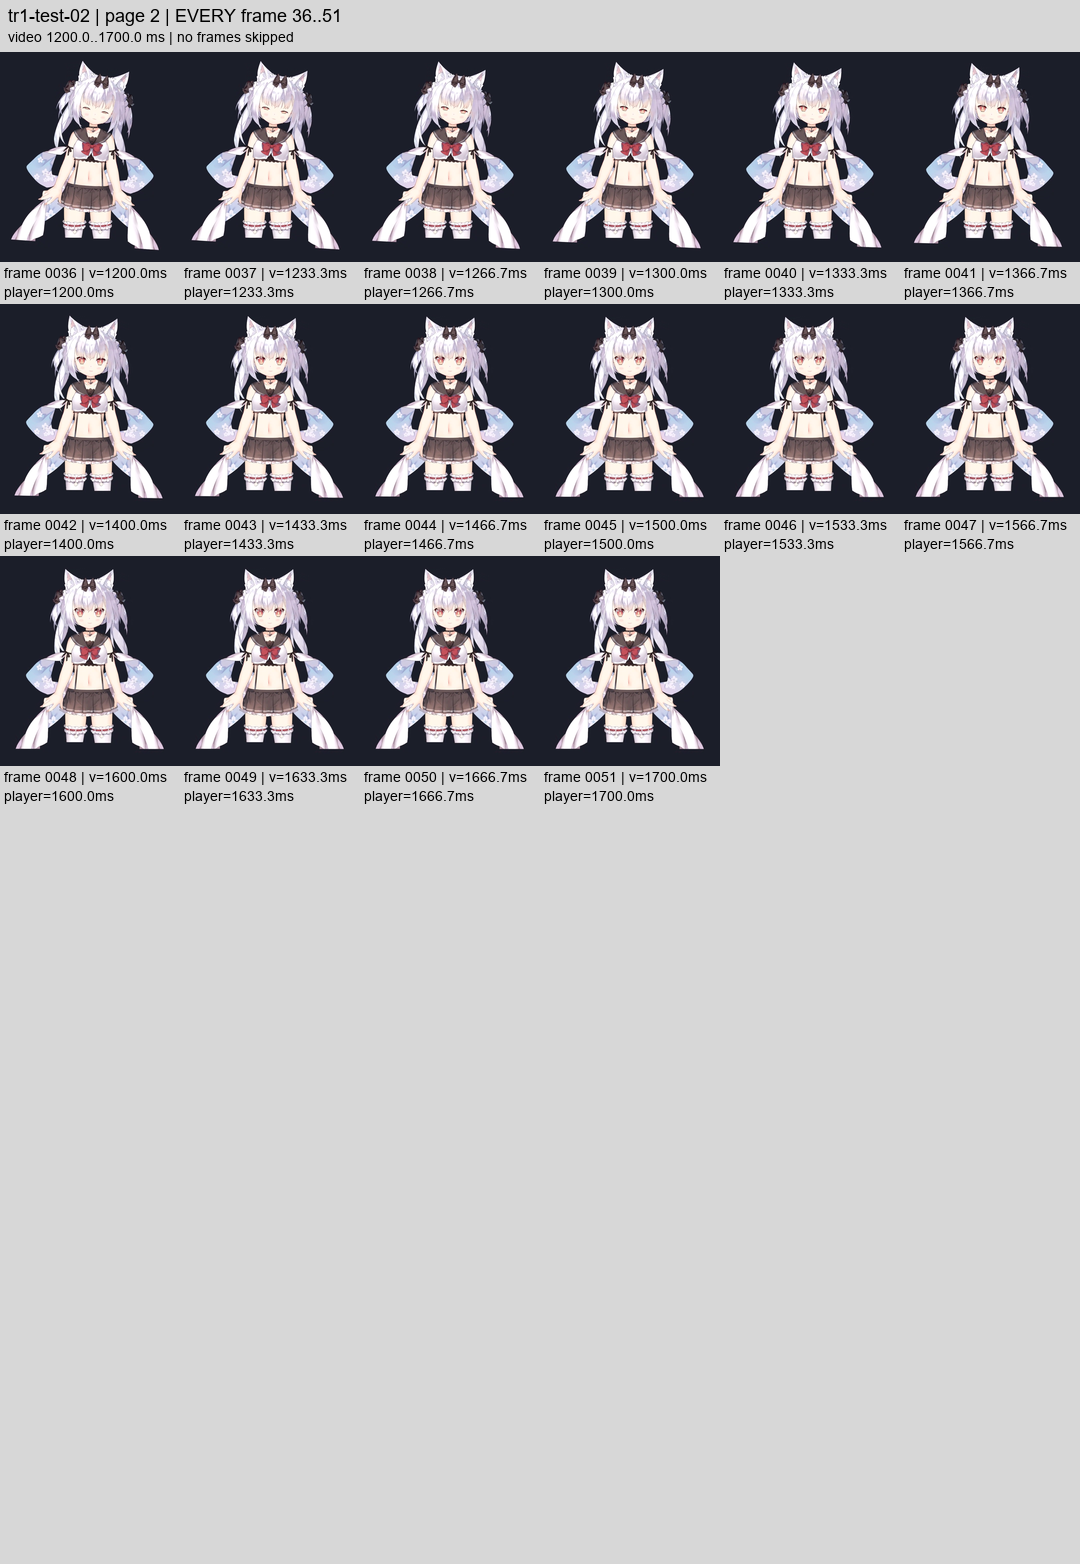 tr1-test-02 | page 2 | EVERY frame 36..51
video 1200.0..1700.0 ms | no frames skipped
frame 0036 | v=1200.0ms
player=1200.0ms
frame 0037 | v=1233.3ms
player=1233.3ms
frame 0038 | v=1266.7ms
player=1266.7ms
frame 0039 | v=1300.0ms
player=1300.0ms
frame 0040 | v=1333.3ms
player=1333.3ms
frame 0041 | v=1366.7ms
player=1366.7ms
frame 0042 | v=1400.0ms
player=1400.0ms
frame 0043 | v=1433.3ms
player=1433.3ms
frame 0044 | v=1466.7ms
player=1466.7ms
frame 0045 | v=1500.0ms
player=1500.0ms
frame 0046 | v=1533.3ms
player=1533.3ms
frame 0047 | v=1566.7ms
player=1566.7ms
frame 0048 | v=1600.0ms
player=1600.0ms
frame 0049 | v=1633.3ms
player=1633.3ms
frame 0050 | v=1666.7ms
player=1666.7ms
frame 0051 | v=1700.0ms
player=1700.0ms